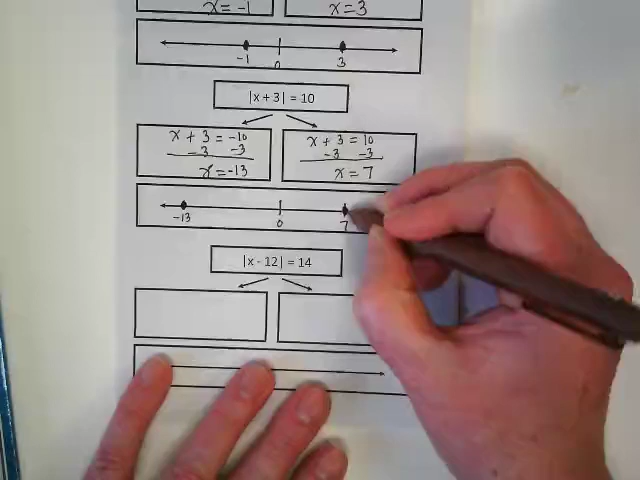 x = -1 x = 3
-1 0 3
|x + 3| = 10
x + 3 = -10 x + 3 = 10
-3 -3 -3 -3
x = -13 x = 7
-13 0 7
|x - 12| = 14